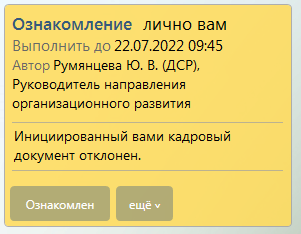 Ознакомление лично вам
Выполнить до 22.07.2022 09:45
Автор Румянцева Ю. В. (ДСР),
Руководитель направления
организационного развития
Инициированный вами кадровый
документ отклонен.
Ознакомлен ещё v